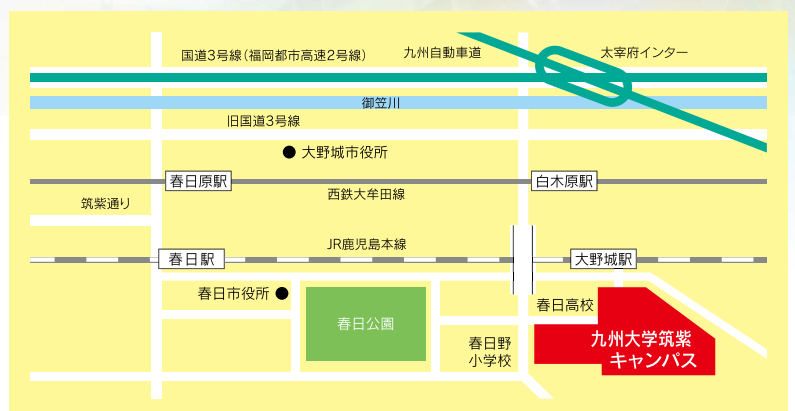 国道3号線(福岡都市高速2号線)
九州自動車道
太宰府インター
御笠川
旧国道3号線
大野城市役所
春日原駅
白木原駅
西鉄大牟田線
筑紫通り
JR鹿児島本線
春日駅
大野城駅
春日市役所
春日高校
春日公園
春日野
小学校
九州大学筑紫
キャンパス